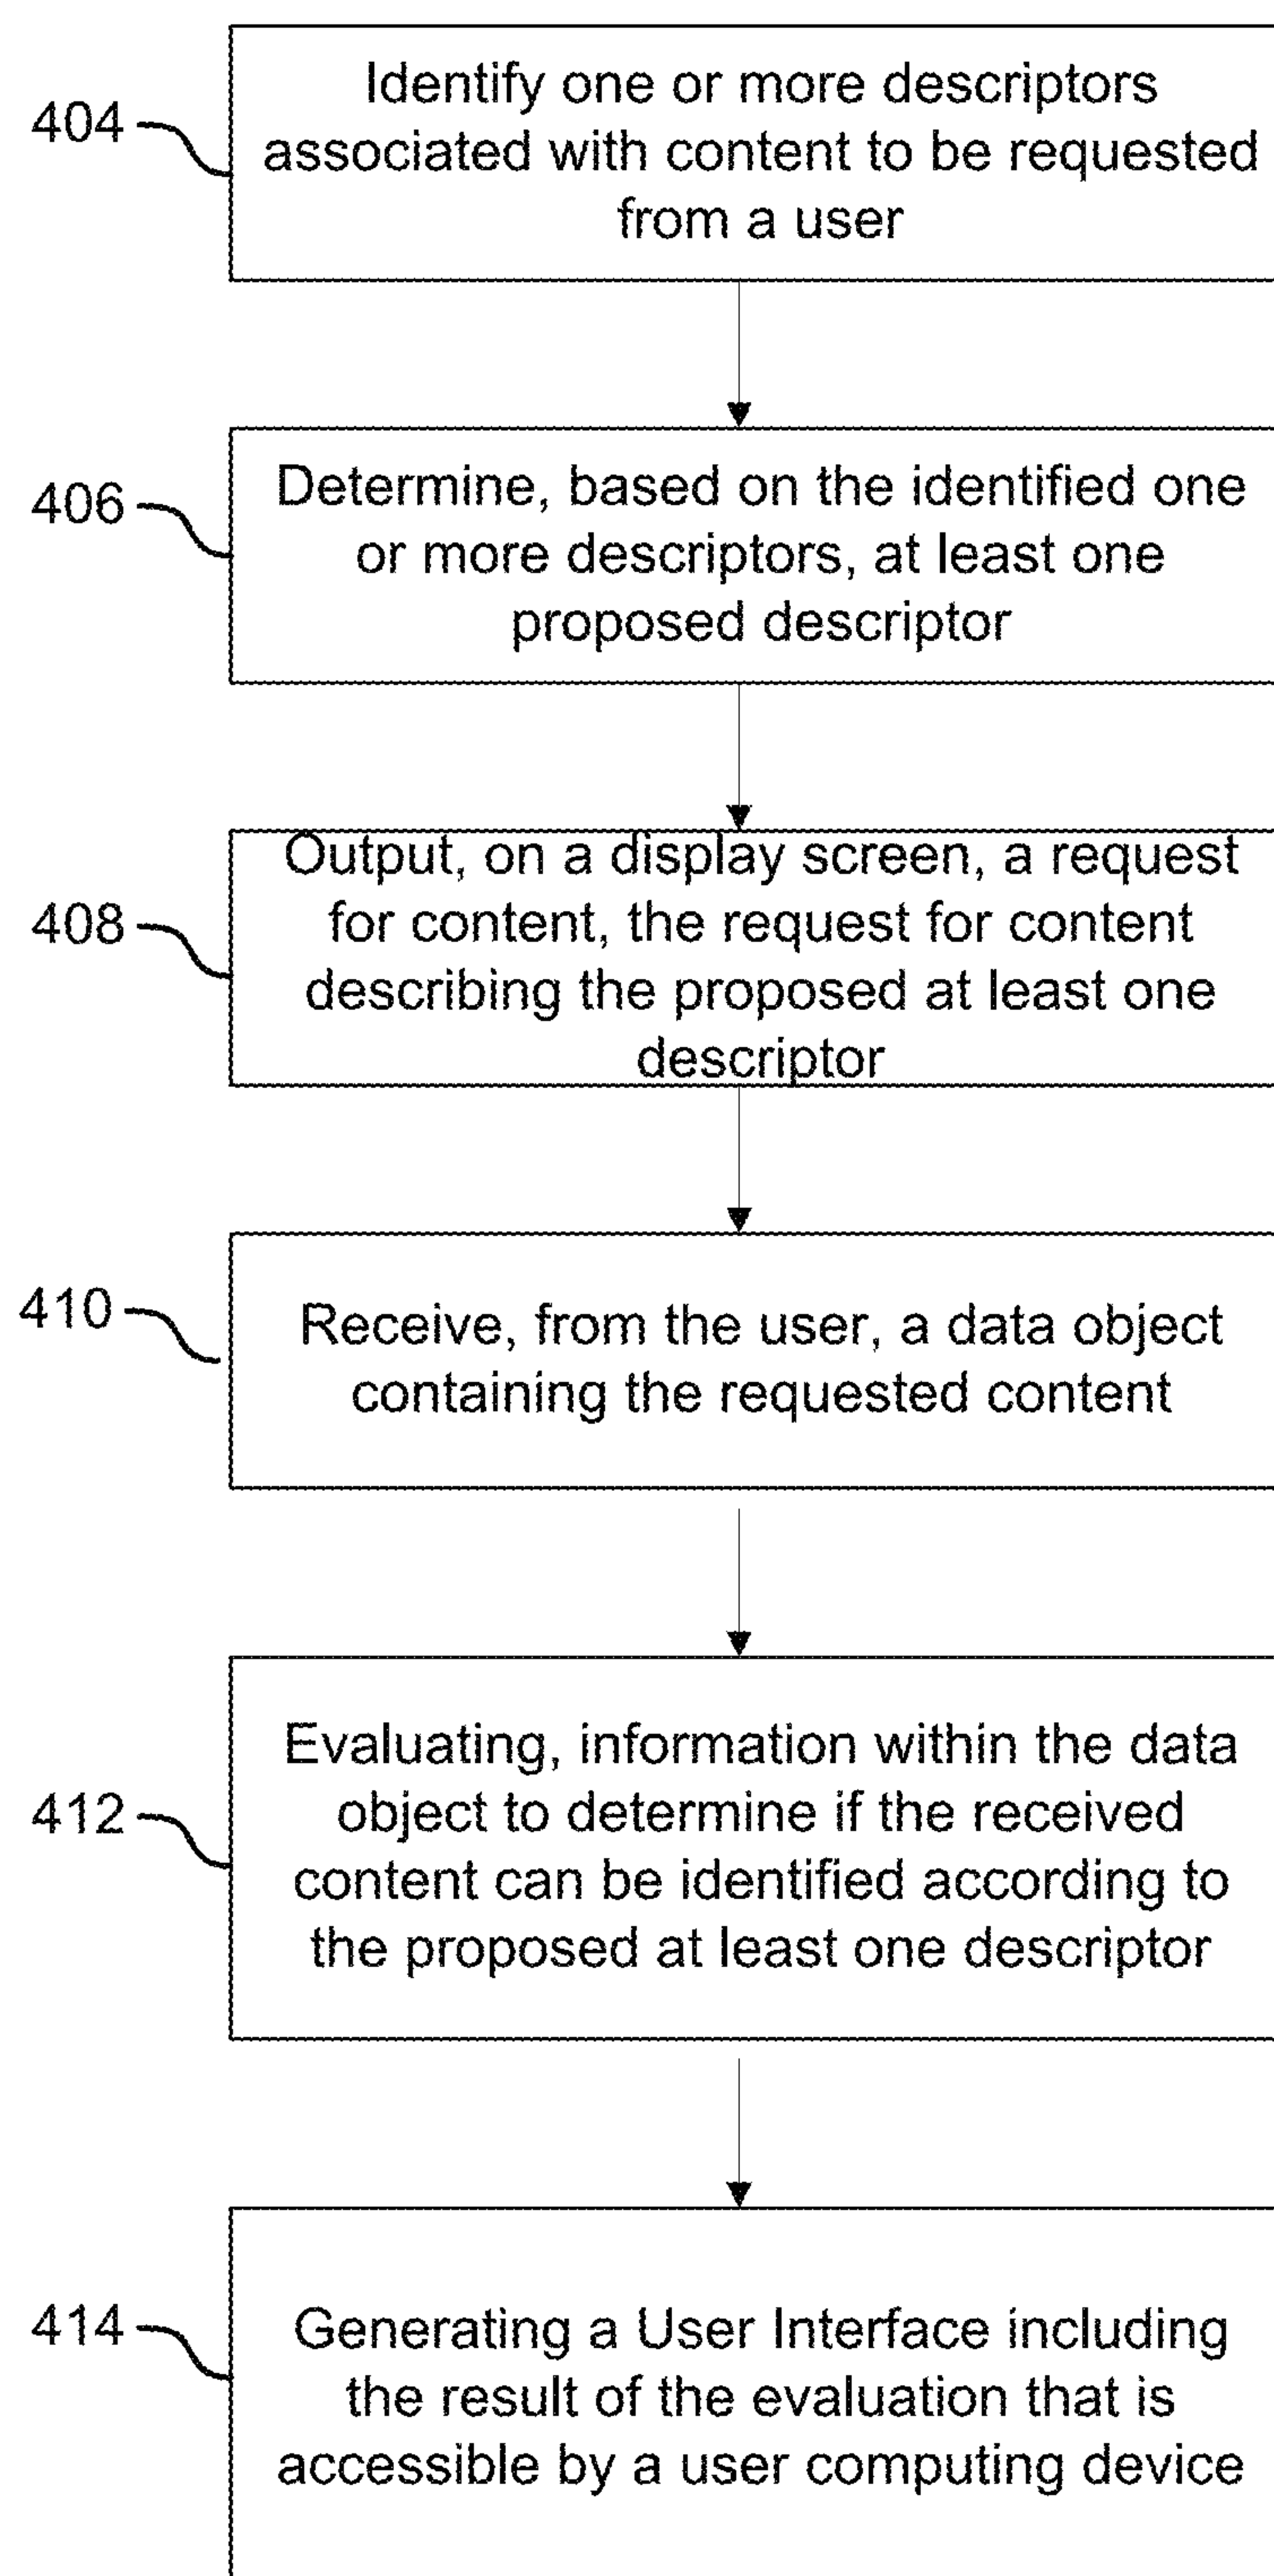 404
Identify one or more descriptors
associated with content to be requested
from a user
406
Determine, based on the identified one
or more descriptors, at least one
proposed descriptor
408
Output, on a display screen, a request
for content, the request for content
describing the proposed at least one
descriptor
410
Receive, from the user, a data object
containing the requested content
412
Evaluating, information within the data
object to determine if the received
content can be identified according to
the proposed at least one descriptor
414
Generating a User Interface including
the result of the evaluation that is
accessible by a user computing device